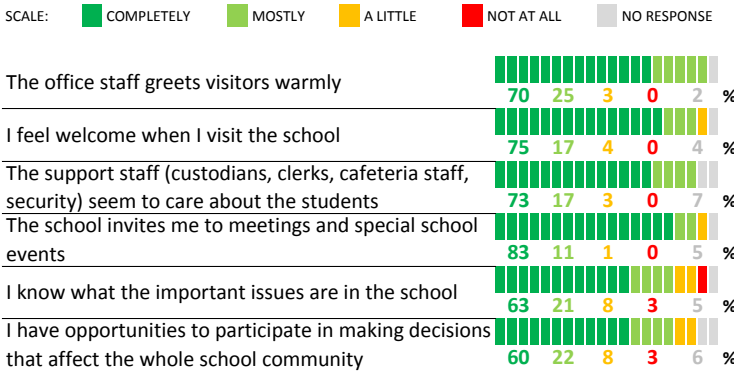 SCALE: COMPLETELY MOSTLY A LITTLE NOT AT ALL NO RESPONSE
The office staff greets visitors warmly
70 25 3 0 2 %
I feel welcome when I visit the school
75 17 4 0 4 %
The support staff (custodians, clerks, cafeteria staff,
security) seem to care about the students
73 17 3 0 7 %
The school invites me to meetings and special school
events
83 11 1 0 5 %
I know what the important issues are in the school
63 21 8 3 5 %
I have opportunities to participate in making decisions
that affect the whole school community
60 22 8 3 6 %